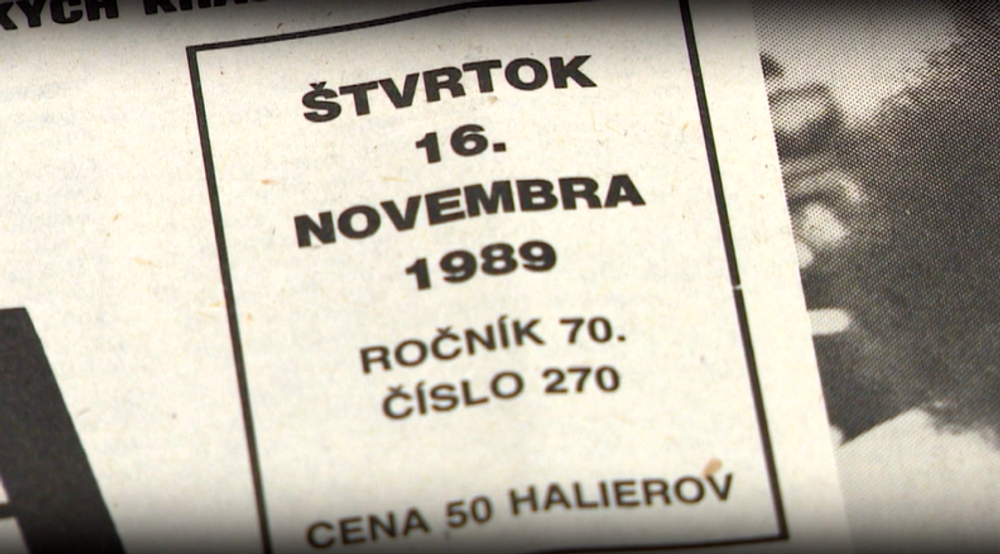 ŠTVRTOK
16.
NOVEMBRA
1989
ROČNÍK 70.
ČÍSLO 270
CENA 50 HALIEROV